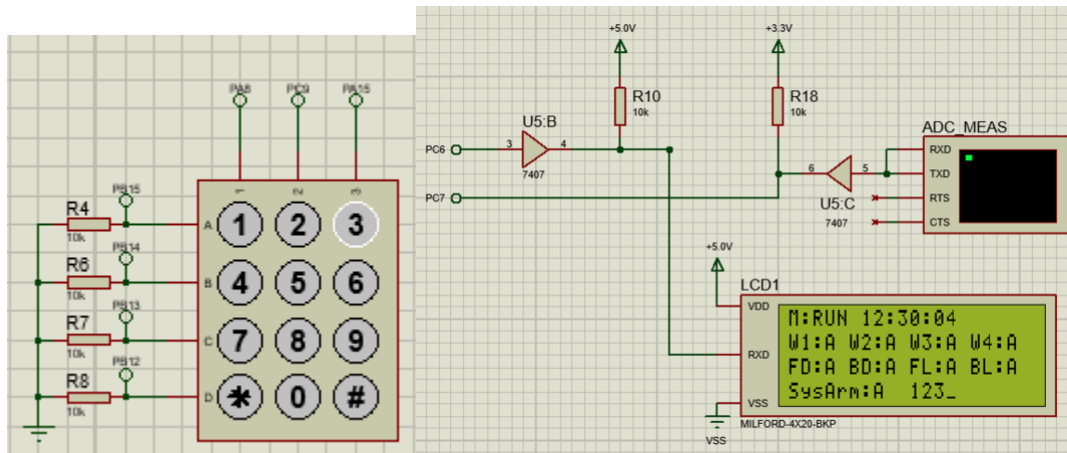 PA8 PC9 PA15
1 2 3
PB15
R4
10k
A 1 2 3
PB14
R6
10k
B 4 5 6
PB13
R7
10k
C 7 8 9
PB12
R8
10k
D * 0 #
+5.0V
R10
10k
U5:B
PC6 3 4
7407
PC7
+3.3V
R18
10k
6 5
U5:C
7407
ADC_MEAS
RXD
TXD
RTS
CTS
+5.0V
LCD1
VDD
RXD
VSS
VSS
M:RUN 12:30:04
W1:A W2:A W3:A W4:A
FD:A BD:A FL:A BL:A
SysArm:A 123_
MILFORD-4X20-BKP